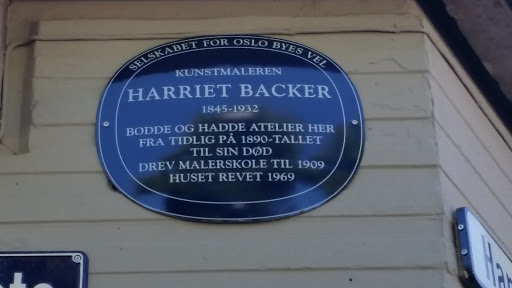 SELSKABET FOR OSLO BYES VEL
KUNSTMALEREN
HARRIET BACKER
1845-1932
BODDE OG HADDE ATELIER HER
FRA TIDLIG PÅ 1890-TALLET
TIL SIN DØD
DREV MALERSKOLE TIL 1909
HUSET REVET 1969